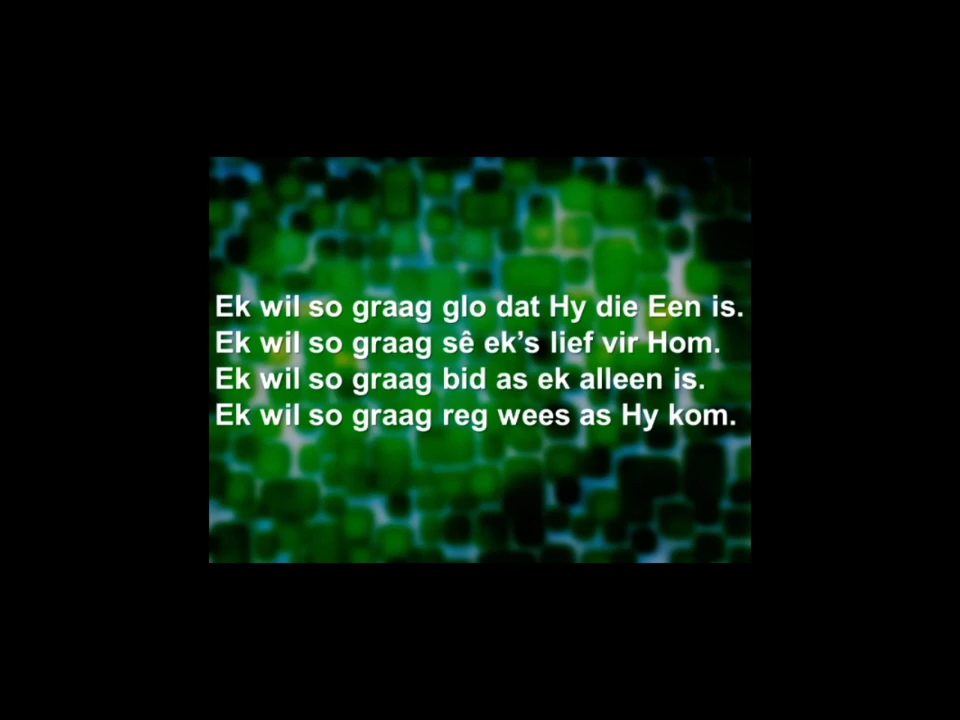 Ek wil so graag glo dat Hy die Een is.
Ek wil so graag sê ek’s lief vir Hom.
Ek wil so graag bid as ek alleen is.
Ek wil so graag reg wees as Hy kom.